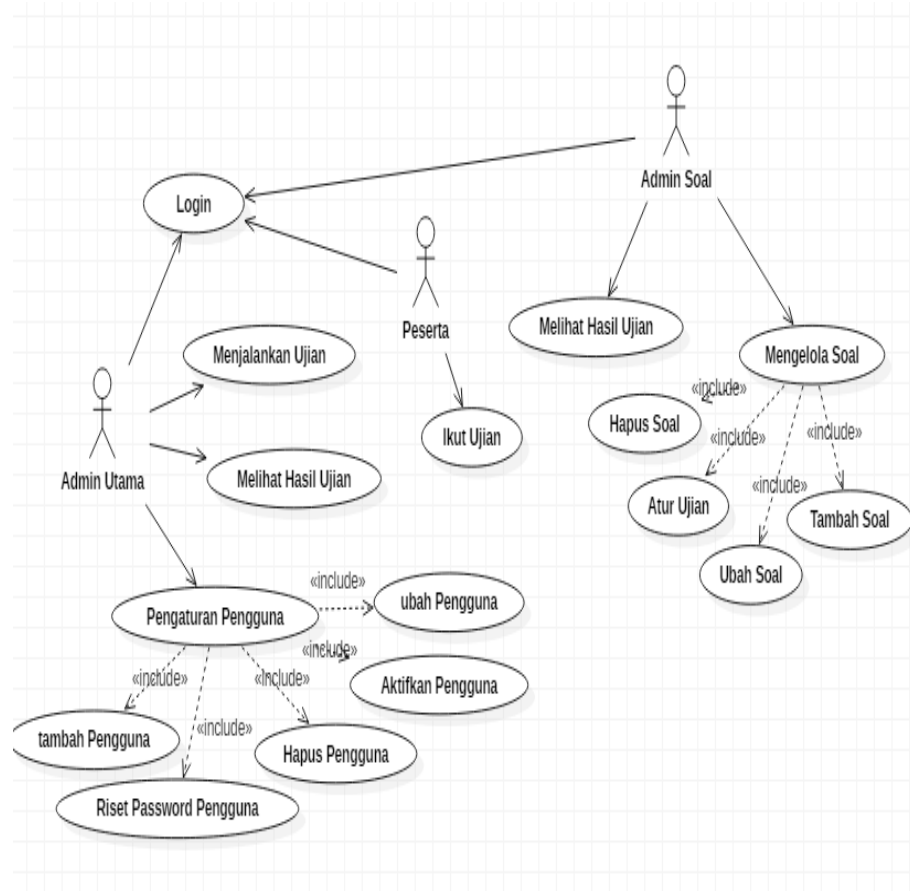 Admin Soal
Login
Peserta
Melihat Hasil Ujian
Menjalankan Ujian
Mengelola Soal
«include»
Hapus Soal
«include»
«include»
Ikut Ujian
Admin Utama
Melihat Hasil Ujian
«include»
Atur Ujian
Tambah Soal
Ubah Soal
«include»
ubah Pengguna
Pengaturan Pengguna
«include»
«include»
«include»
Aktifkan Pengguna
«include»
tambah Pengguna
Hapus Pengguna
Riset Password Pengguna